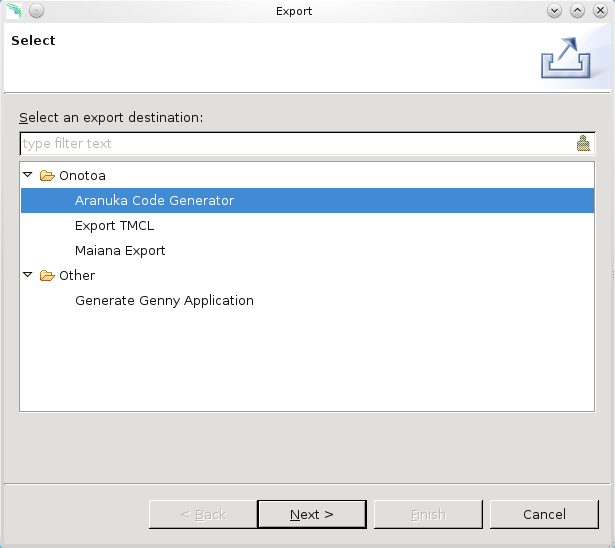 Export
Select
Select an export destination:
type filter text
Onotoa
Aranuka Code Generator
Export TMCL
Maiana Export
Other
Generate Genny Application
< Back Next > Finish Cancel